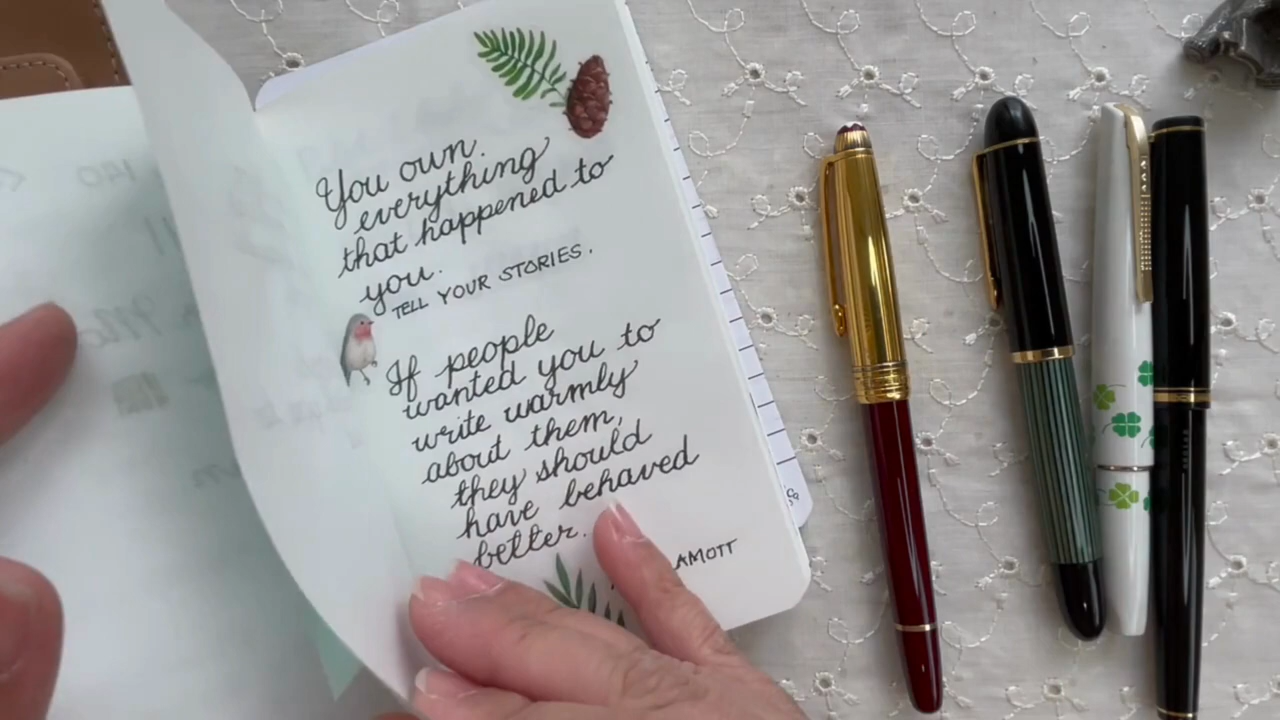 You own
everything
that happened to
you.
TELL YOUR STORIES.
If people
wanted you to
write warmly
about them,
they should
have behaved
better.
AMOTT